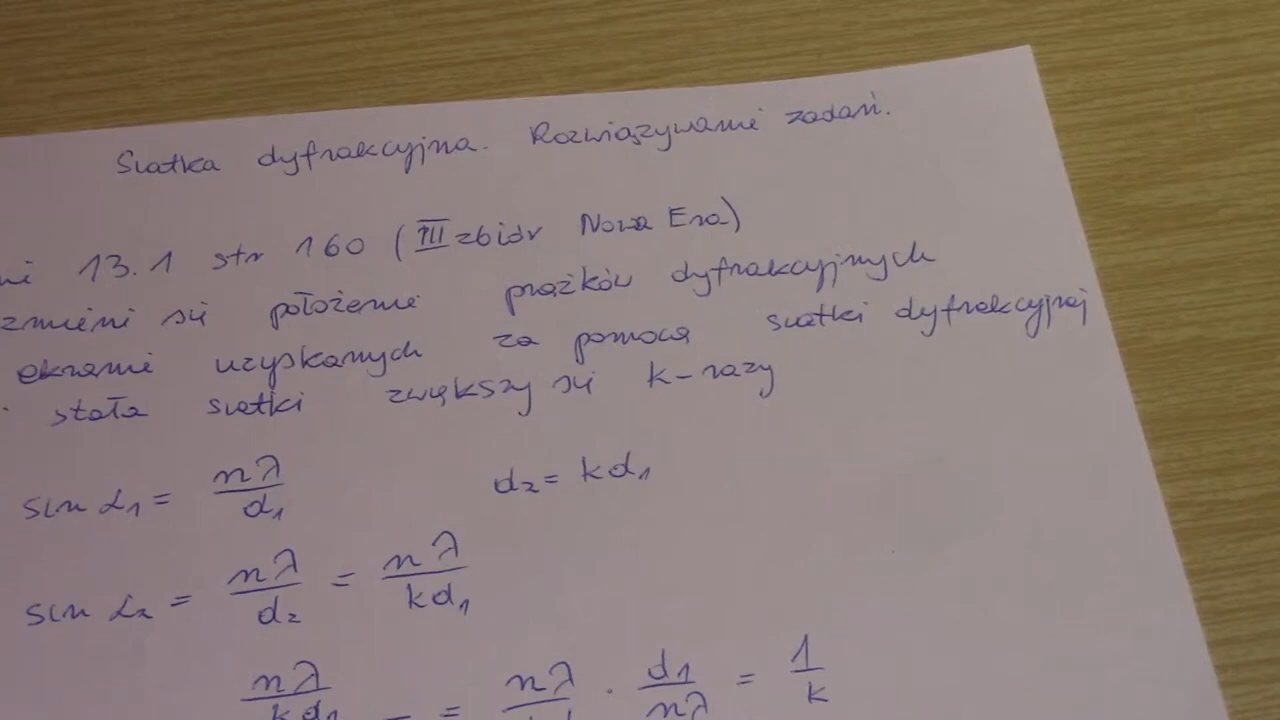 Siatka dyfrakcyjna. Rozwiązywanie zadań.
13.1 str 160 (III zbiór Nowa Era)
zmieni się położenie prążków dyfrakcyjnych
ekranie uzyskanych za pomocą siatki dyfrakcyjnej
stała siatki zwiększy się k-razy
sin α₁ = nλ/d₁    d₂ = kd₁
sin α₂ = nλ/d₂ = nλ/kd₁
nλ/kd₁ = nλ · d₁/nλ = 1/k